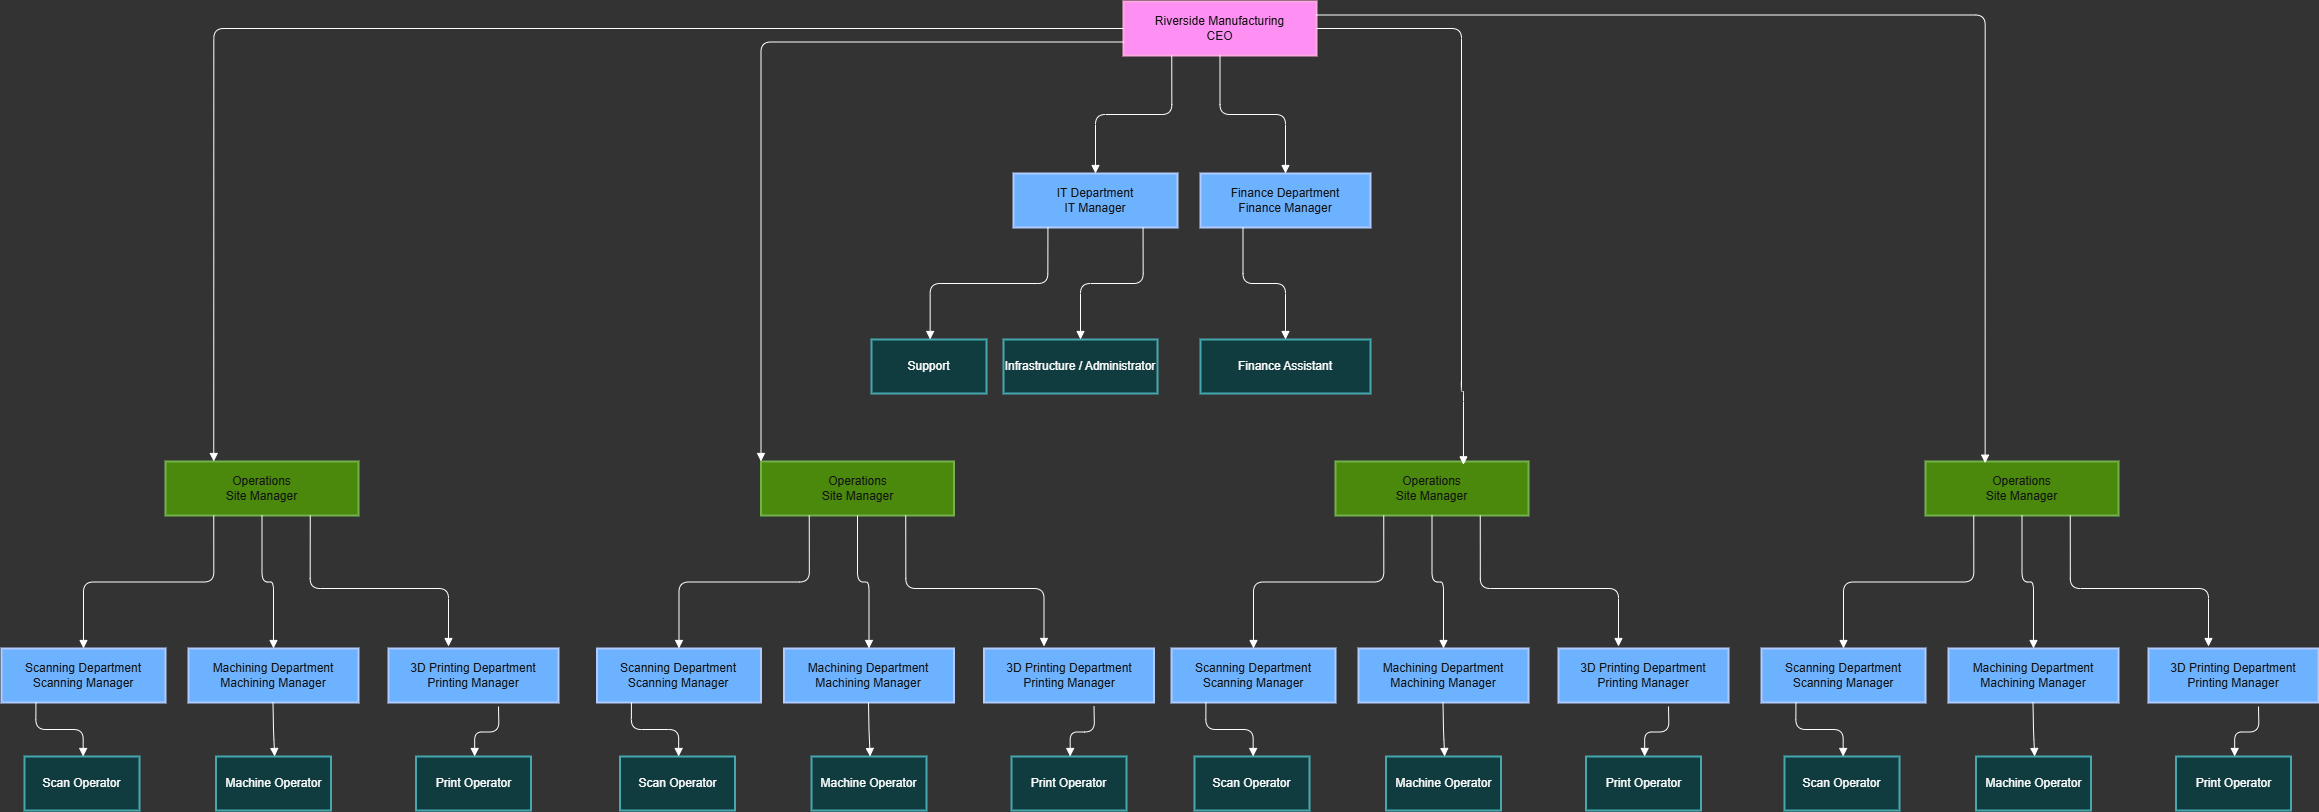 Riverside Manufacturing
CEO
IT Department
IT Manager
Finance Department
Finance Manager
Support
Infrastructure / Administrator
Finance Assistant
Operations
Site Manager
Operations
Site Manager
Operations
Site Manager
Operations
Site Manager
Scanning Department
Scanning Manager
Machining Department
Machining Manager
3D Printing Department
Printing Manager
Scanning Department
Scanning Manager
Machining Department
Machining Manager
3D Printing Department
Printing Manager
Scanning Department
Scanning Manager
Machining Department
Machining Manager
3D Printing Department
Printing Manager
Scanning Department
Scanning Manager
Machining Department
Machining Manager
3D Printing Department
Printing Manager
Scan Operator
Machine Operator
Print Operator
Scan Operator
Machine Operator
Print Operator
Scan Operator
Machine Operator
Print Operator
Scan Operator
Machine Operator
Print Operator